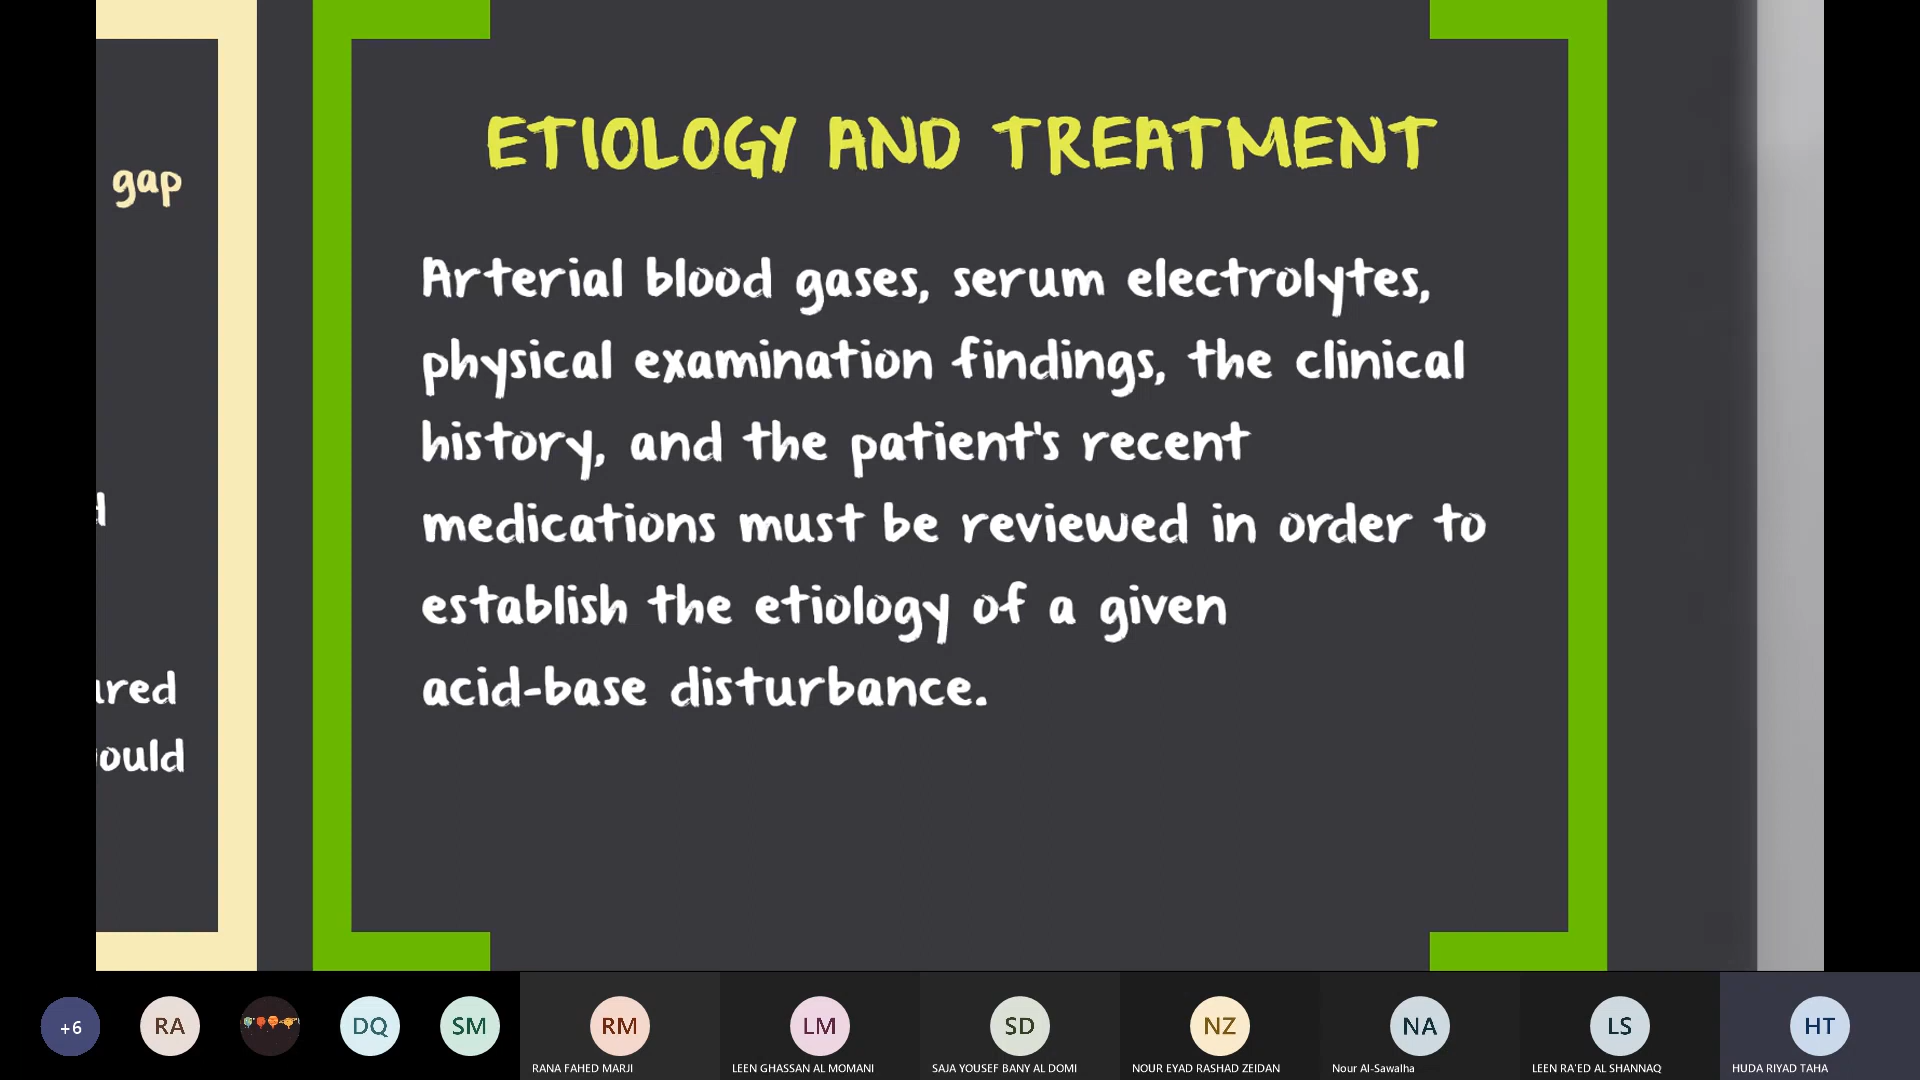 gap
ETIOLOGY AND TREATMENT
Arterial blood gases, serum electrolytes,
physical examination findings, the clinical
history, and the patient's recent
medications must be reviewed in order to
establish the etiology of a given
acid-base disturbance.
+6
RA
DQ
SM
RM
LM
SD
NZ
NA
LS
HT
RANA FAHED MARJI
LEEN GHASSAN AL MOMANI
SAJA YOUSEF BANY AL DOMI
NOUR EYAD RASHAD ZEIDAN
Nour Al-Sawalha
LEEN RA'ED AL SHANNAQ
HUDA RIYAD TAHA